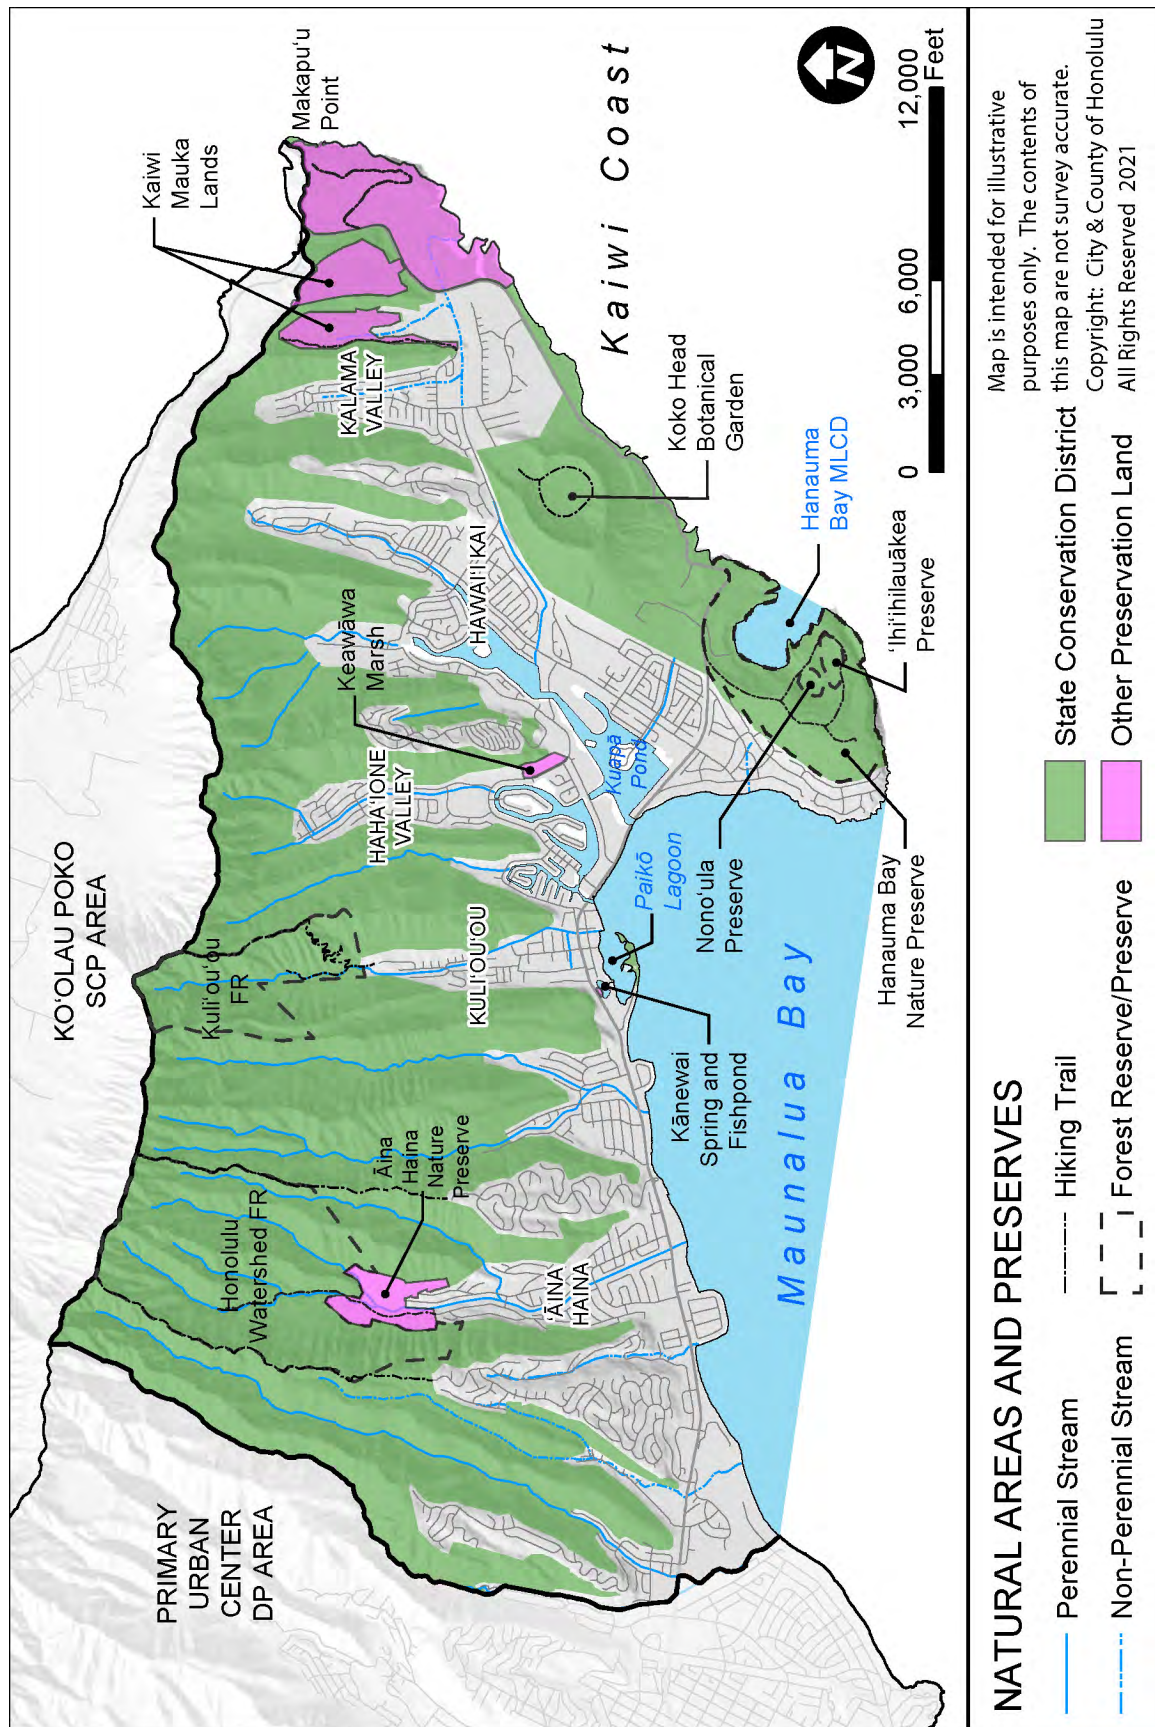 KO‘OLAU POKO
SCP AREA
PRIMARY
URBAN
CENTER
DP AREA
Honolulu
Watershed FR
Āina
Haina
Nature
Preserve
Kuli‘ou‘ou
FR
‘ĀINA
HAINA
KULI‘OU‘OU
HAHA‘IONE
VALLEY
Keawāwa
Marsh
HAWAI‘I KAI
KALAMA
VALLEY
Kaiwi
Mauka
Lands
Makapu‘u
Point
Kaiwi Coast
Koko Head
Botanical
Garden
Hanauma
Bay MLCD
‘Ihi‘ihilauākea
Preserve
Kuapā
Pond
Paikō
Lagoon
Nono‘ula
Preserve
Hanauma Bay
Nature Preserve
Kānewai
Spring and
Fishpond
Maunalua Bay
N
0 3,000 6,000 12,000
Feet
NATURAL AREAS AND PRESERVES
Perennial Stream
Non-Perennial Stream
Hiking Trail
Forest Reserve/Preserve
State Conservation District
Other Preservation Land
Map is intended for illustrative
purposes only. The contents of
this map are not survey accurate.
Copyright: City & County of Honolulu
All Rights Reserved 2021